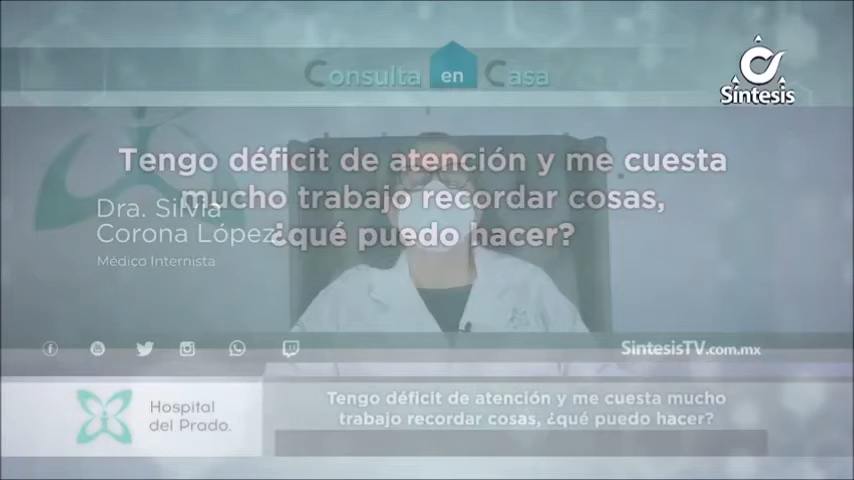 Consulta en Casa
Síntesis
Tengo déficit de atención y me cuesta
mucho trabajo recordar cosas,
¿qué puedo hacer?
Dra. Silvia
Corona López
Médico Internista
SintesisTV.com.mx
Hospital
del Prado.
Tengo déficit de atención y me cuesta mucho
trabajo recordar cosas, ¿qué puedo hacer?